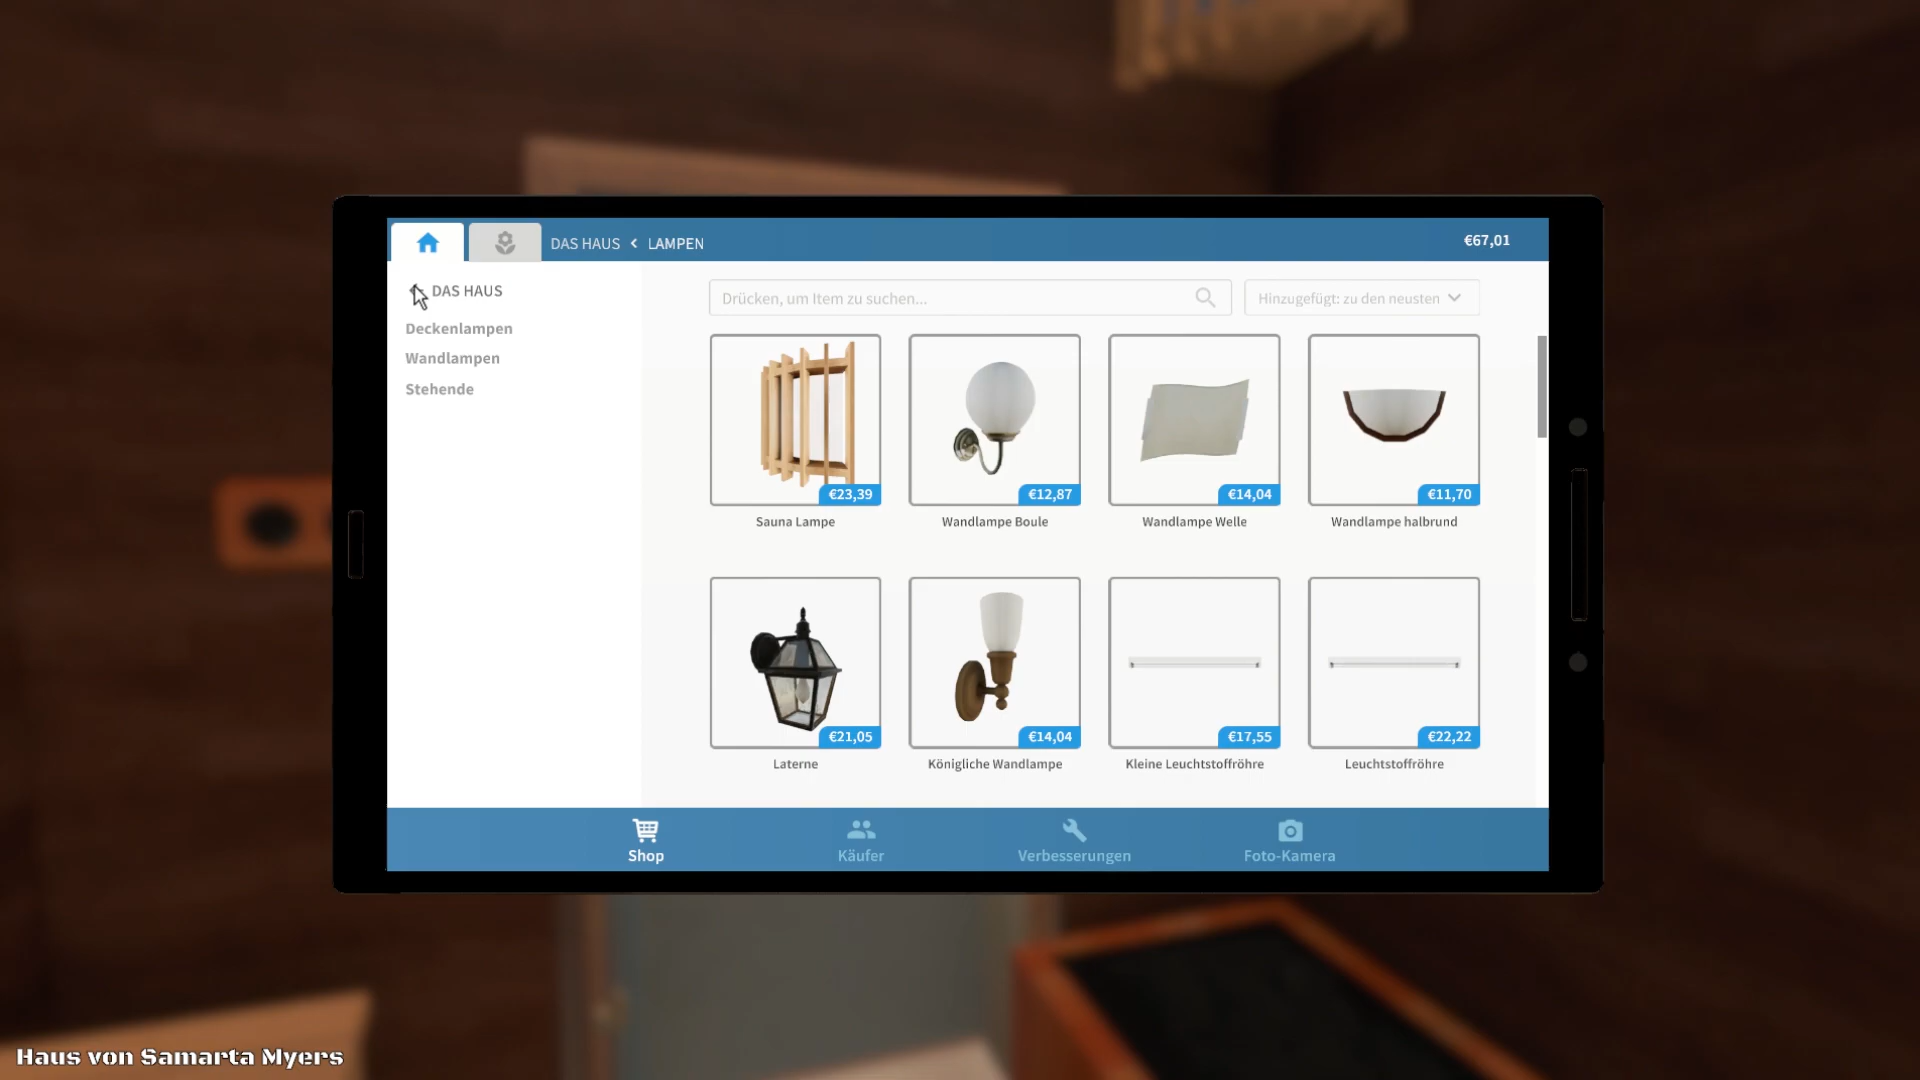 DAS HAUS < LAMPEN
€67,01
DAS HAUS
Deckenlampen
Wandlampen
Stehende
Drücken, um Item zu suchen...
Hinzugefügt: zu den neusten
€23,39
€12,87
€14,04
€11,70
Sauna Lampe
Wandlampe Boule
Wandlampe Welle
Wandlampe halbrund
€21,05
€14,04
€17,55
€22,22
Laterne
Königliche Wandlampe
Kleine Leuchtstoffröhre
Leuchtstoffröhre
Shop
Käufer
Verbesserungen
Foto-Kamera
Haus von Samarta Myers